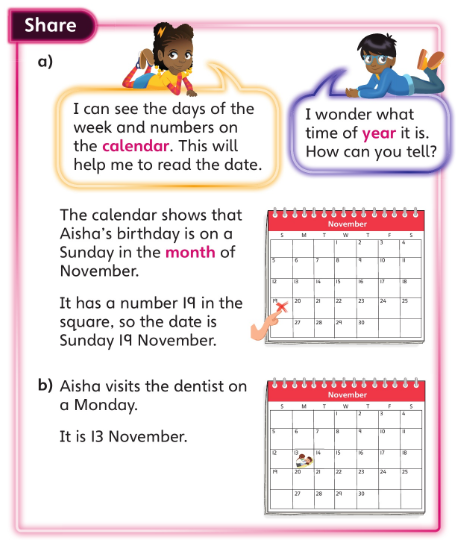 Share
a)
I can see the days of the
week and numbers on
the calendar. This will
help me to read the date.
I wonder what
time of year it is.
How can you tell?
The calendar shows that
Aisha's birthday is on a
Sunday in the month of
November.
It has a number 19 in the
square, so the date is
Sunday 19 November.
November
S M T W T F S
1 2 3 4
5 6 7 8 9 10 11
12 13 14 15 16 17 18
19 20 21 22 23 24 25
27 28 29 30
b) Aisha visits the dentist on
a Monday.
It is 13 November.
November
S M T W T F S
1 2 3 4
5 6 7 8 9 10 11
12 13 14 15 16 17 18
19 20 21 22 23 24 25
27 28 29 30